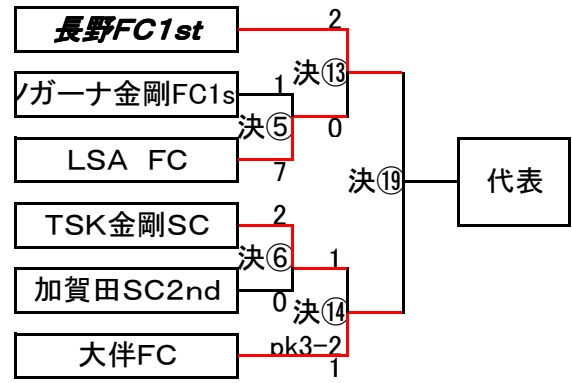 長野FC1st
2
決⑬
ソガーナ金剛FC1s
1
決⑤
0
LSA FC
7
決⑲
代表
TSK金剛SC
2
決⑥
1
加賀田SC2nd
0
決⑭
大伴FC
pk3-2
1